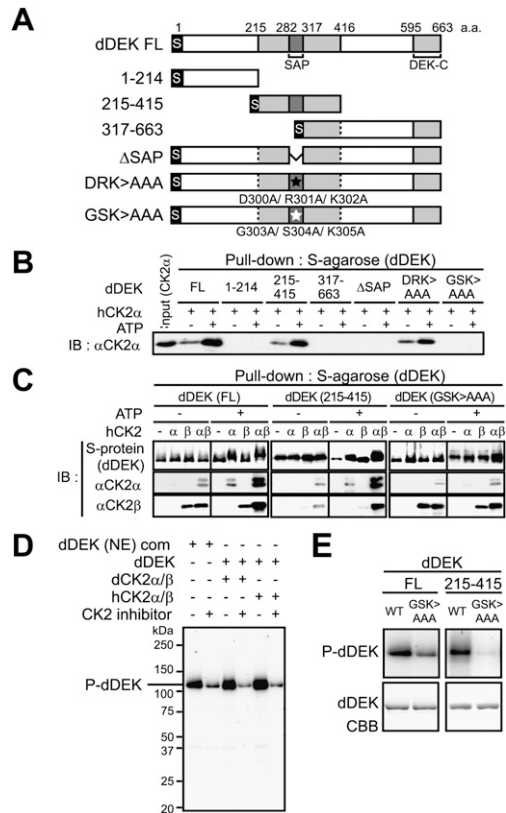 A
1 215 282 317 416 595 663 a.a.
dDEK FL S
SAP DEK-C
1-214 S
215-415 S
317-663 S
ΔSAP S
DRK>AAA S
D300A/ R301A/ K302A
GSK>AAA S
G303A/ S304A/ K305A
B
Input (CK2α)
Pull-down : S-agarose (dDEK)
dDEK FL 1-214 215-415 317-663 ΔSAP DRK>AAA GSK>AAA
hCK2α + + + + + + + + + + + + + +
ATP - + - + - + - + - + - + - +
IB : αCK2α
C
Pull-down : S-agarose (dDEK)
dDEK (FL) dDEK (215-415) dDEK (GSK>AAA)
ATP - + - + - +
hCK2 - α β αβ - α β αβ - α β αβ - α β αβ - α β αβ - α β αβ
S-protein (dDEK)
IB : αCK2α
αCK2β
D
dDEK (NE) com + +
dDEK + + + +
dCK2α/β + +
hCK2α/β + +
CK2 inhibitor + + +
kDa
250
150
P-dDEK
100
75
50
37
25
20
E
dDEK
FL 215-415
WT GSK>AAA WT GSK>AAA
P-dDEK
dDEK
CBB